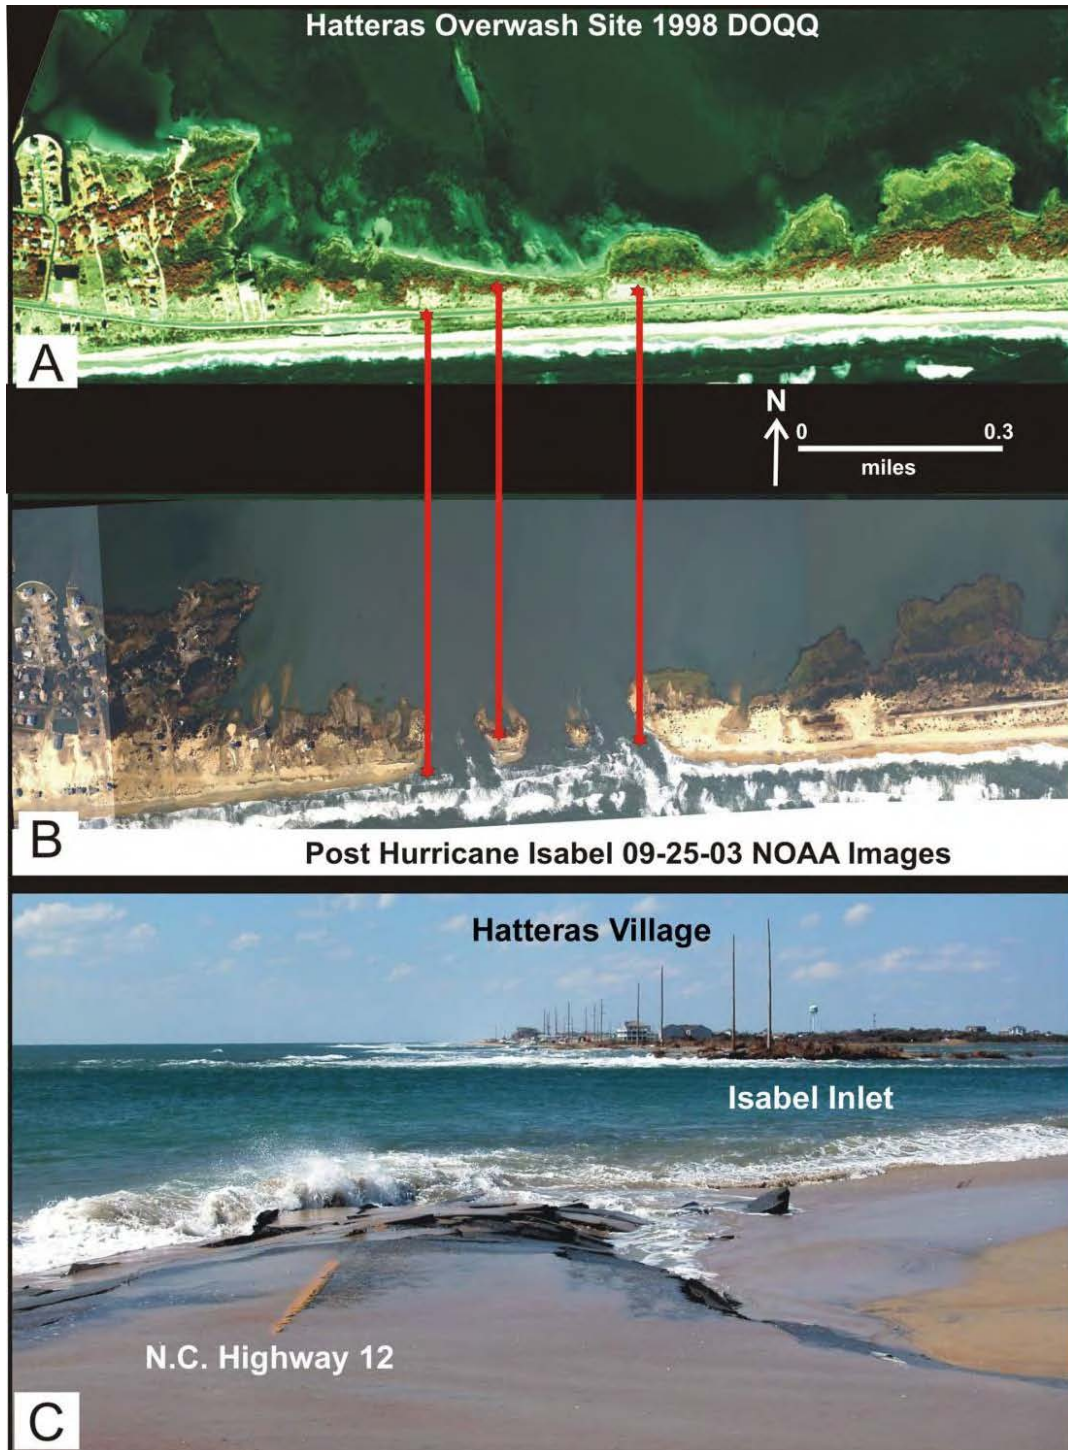 Hatteras Overwash Site 1998 DOQQ
A
N
0 0.3
miles
B
Post Hurricane Isabel 09-25-03 NOAA Images
Hatteras Village
Isabel Inlet
N.C. Highway 12
C